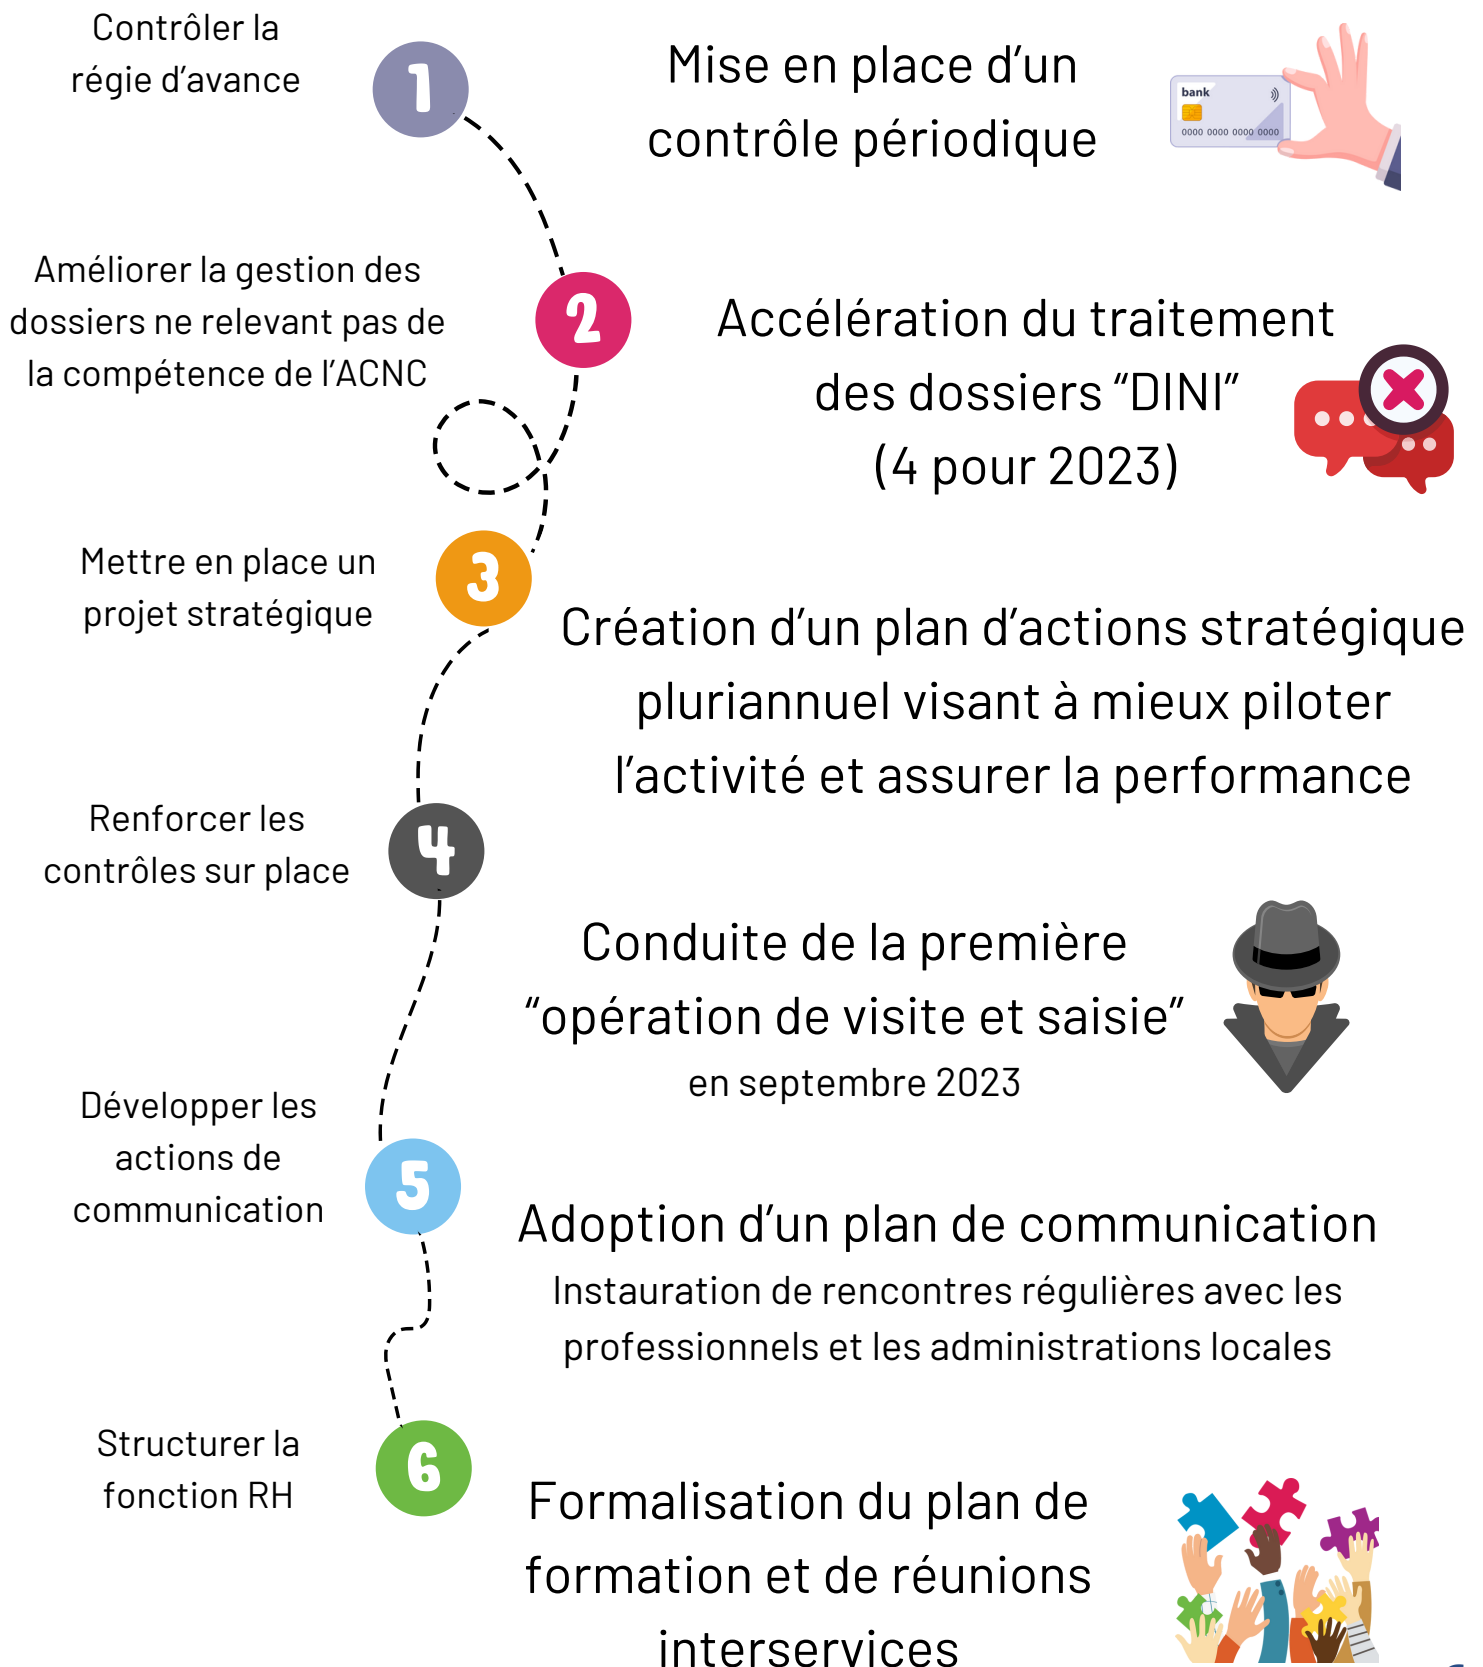 Contrôler la
régie d’avance
1
Mise en place d’un
contrôle périodique
bank
0000 0000 0000 0000
Améliorer la gestion des
dossiers ne relevant pas de
la compétence de l’ACNC
2
Accélération du traitement
des dossiers “DINI”
(4 pour 2023)
Mettre en place un
projet stratégique
3
Création d’un plan d’actions stratégique
pluriannuel visant à mieux piloter
l’activité et assurer la performance
Renforcer les
contrôles sur place
4
Conduite de la première
“opération de visite et saisie”
en septembre 2023
Développer les
actions de
communication
5
Adoption d’un plan de communication
Instauration de rencontres régulières avec les
professionnels et les administrations locales
Structurer la
fonction RH
6
Formalisation du plan de
formation et de réunions
interservices